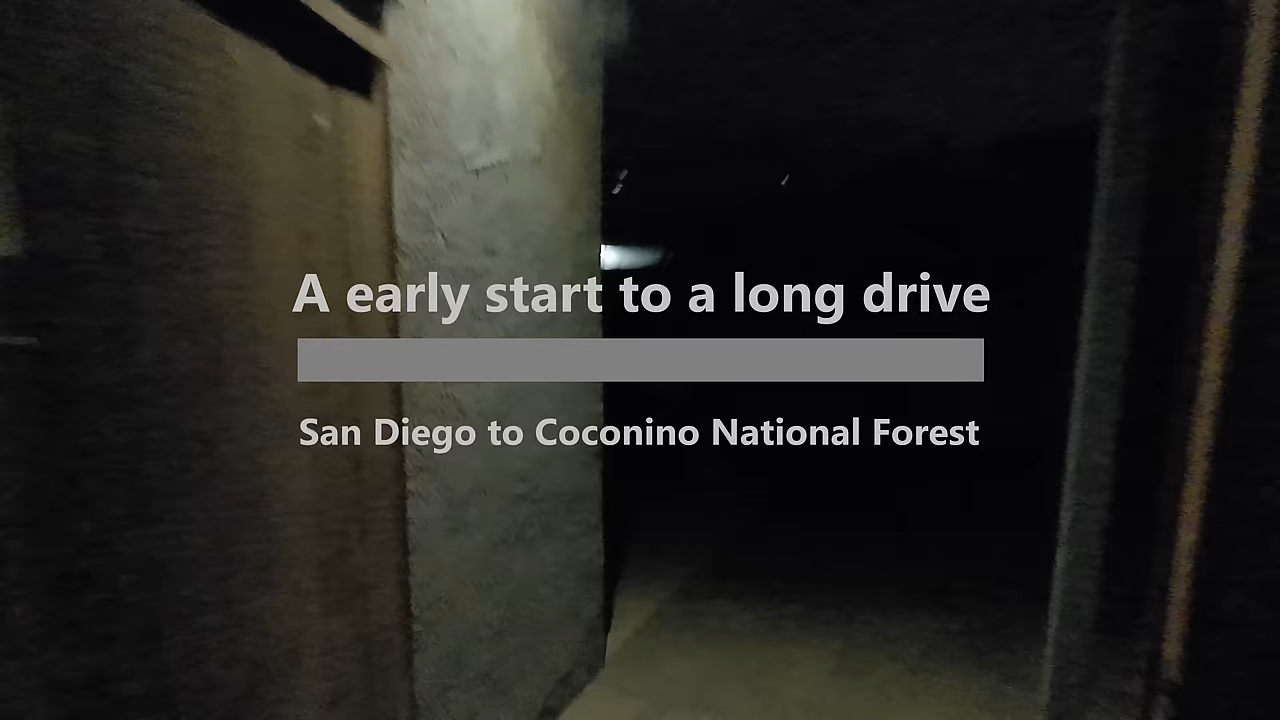 A early start to a long drive
San Diego to Coconino National Forest